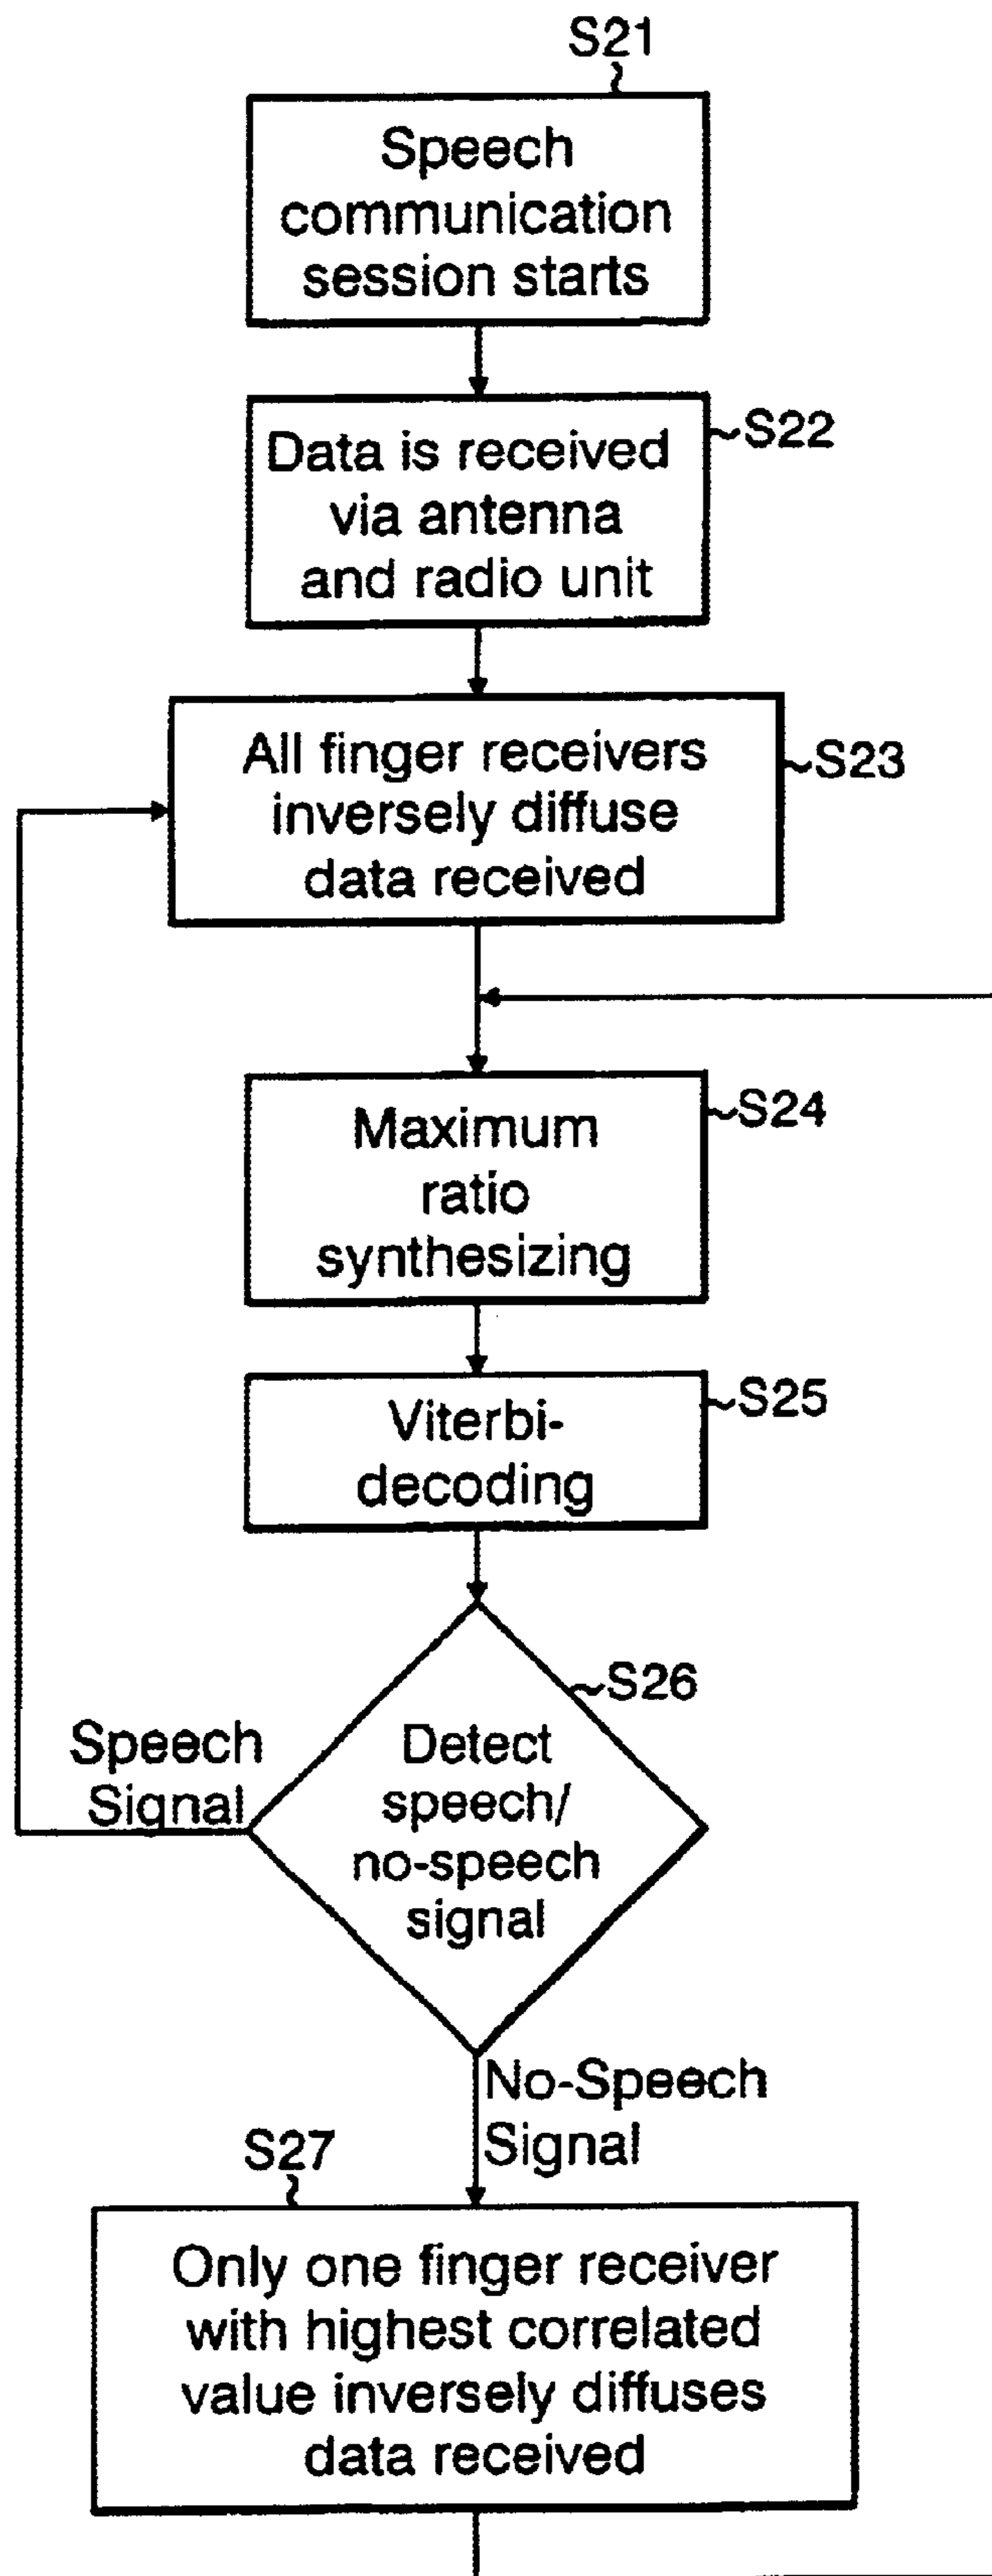 S21
Speech
communication
session starts
Data is received
via antenna
and radio unit
S22
All finger receivers
inversely diffuse
data received
S23
Maximum
ratio
synthesizing
S24
Viterbi-
decoding
S25
S26
Detect
speech/
no-speech
signal
Speech
Signal
No-Speech
Signal
S27
Only one finger receiver
with highest correlated
value inversely diffuses
data received